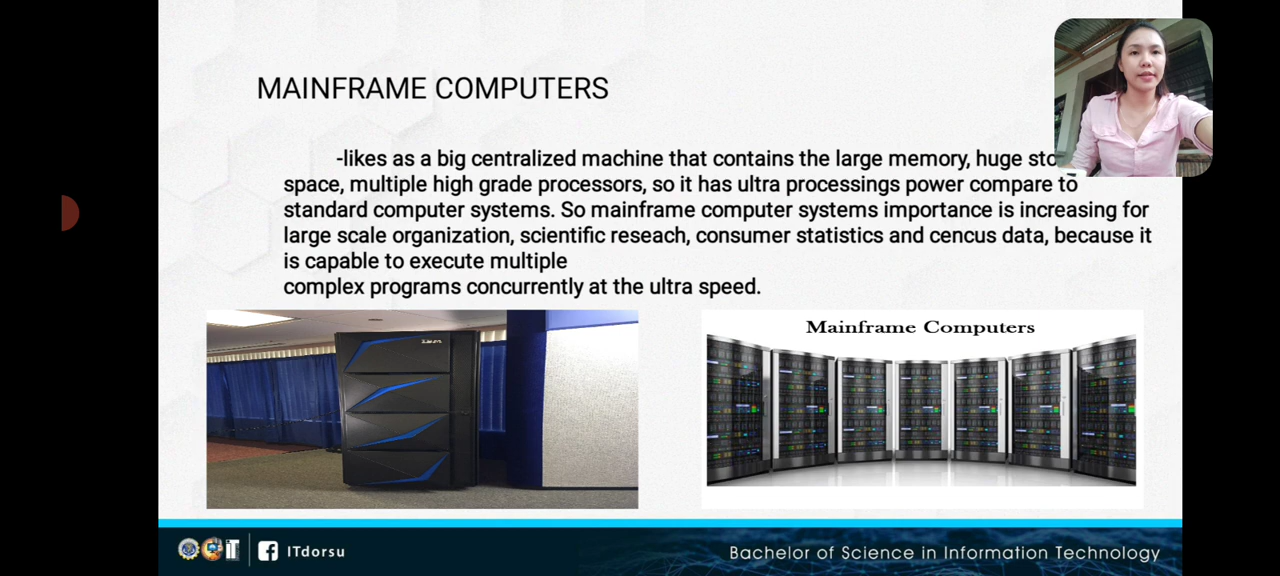 MAINFRAME COMPUTERS
-likes as a big centralized machine that contains the large memory, huge sto
space, multiple high grade processors, so it has ultra processings power compare to
standard computer systems. So mainframe computer systems importance is increasing for
large scale organization, scientific reseach, consumer statistics and cencus data, because it
is capable to execute multiple
complex programs concurrently at the ultra speed.
Mainframe Computers
ITdorsu
Bachelor of Science in Information Technology